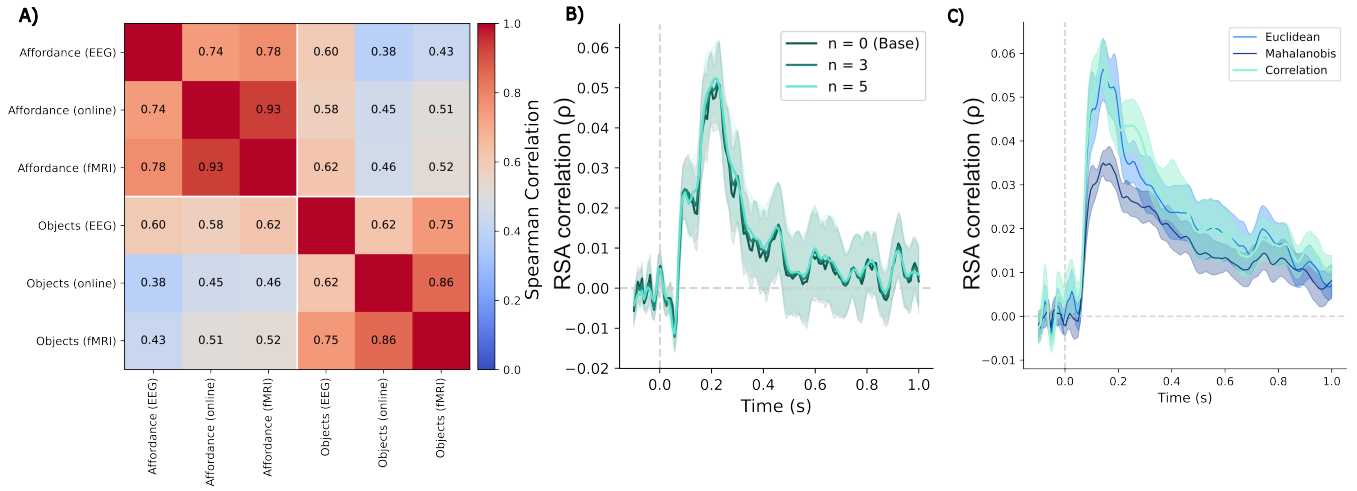 A)
Affordance (EEG)
Affordance (online)
Affordance (fMRI)
Objects (EEG)
Objects (online)
Objects (fMRI)
0.74 0.78 0.60 0.38 0.43
0.74 0.93 0.58 0.45 0.51
0.78 0.93 0.62 0.46 0.52
0.60 0.58 0.62 0.62 0.75
0.38 0.45 0.46 0.62 0.86
0.43 0.51 0.52 0.75 0.86
Affordance (EEG)
Affordance (online)
Affordance (fMRI)
Objects (EEG)
Objects (online)
Objects (fMRI)
1.0
0.8
0.6
0.4
0.2
0.0
Spearman Correlation
B)
RSA correlation (ρ)
0.06
0.05
0.04
0.03
0.02
0.01
0.00
−0.01
−0.02
n = 0 (Base)
n = 3
n = 5
0.0 0.2 0.4 0.6 0.8 1.0
Time (s)
C)
RSA correlation (ρ)
0.06
0.05
0.04
0.03
0.02
0.01
0.00
−0.01
Euclidean
Mahalanobis
Correlation
0.0 0.2 0.4 0.6 0.8 1.0
Time (s)